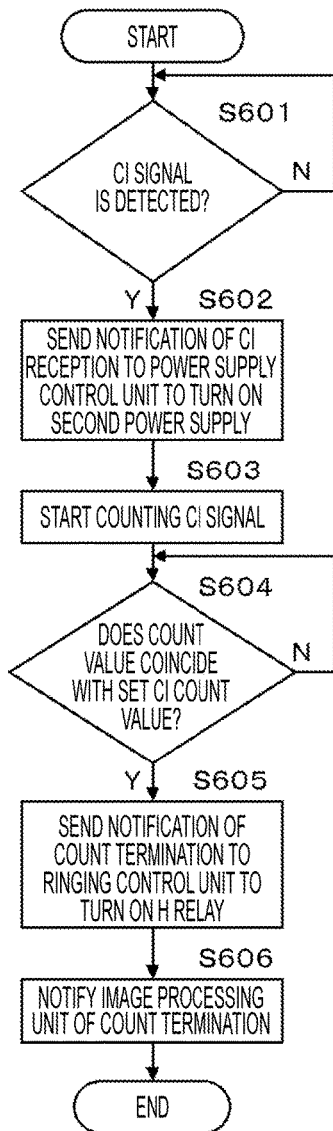 START
S601
CI SIGNAL
IS DETECTED?
N
Y
S602
SEND NOTIFICATION OF CI
RECEPTION TO POWER SUPPLY
CONTROL UNIT TO TURN ON
SECOND POWER SUPPLY
S603
START COUNTING CI SIGNAL
S604
DOES COUNT
VALUE COINCIDE
WITH SET CI COUNT
VALUE?
N
Y
S605
SEND NOTIFICATION OF
COUNT TERMINATION TO
RINGING CONTROL UNIT TO
TURN ON H RELAY
S606
NOTIFY IMAGE PROCESSING
UNIT OF COUNT TERMINATION
END